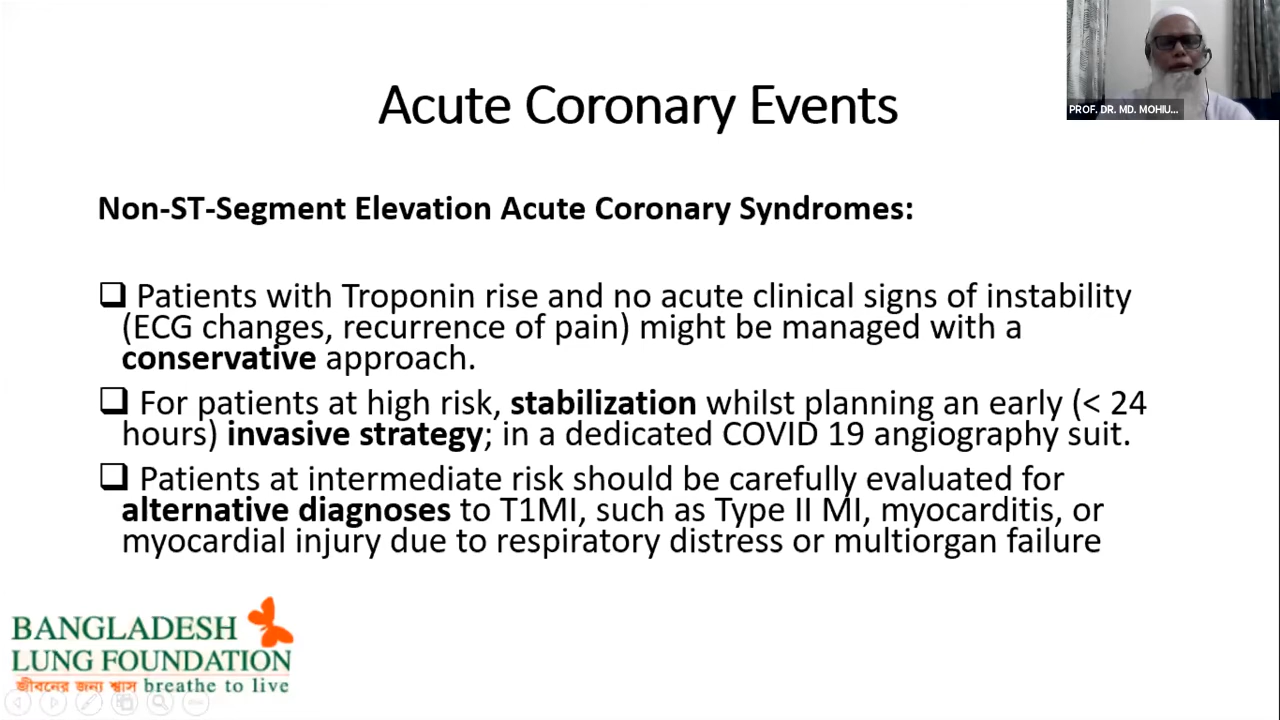 PROF. DR. MD. MOHIU...
Acute Coronary Events
Non-ST-Segment Elevation Acute Coronary Syndromes:
❑ Patients with Troponin rise and no acute clinical signs of instability
(ECG changes, recurrence of pain) might be managed with a
conservative approach.
❑ For patients at high risk, stabilization whilst planning an early (< 24
hours) invasive strategy; in a dedicated COVID 19 angiography suit.
❑ Patients at intermediate risk should be carefully evaluated for
alternative diagnoses to T1MI, such as Type II MI, myocarditis, or
myocardial injury due to respiratory distress or multiorgan failure
BANGLADESH
LUNG FOUNDATION
জীবনের জন্য শ্বাস breathe to live